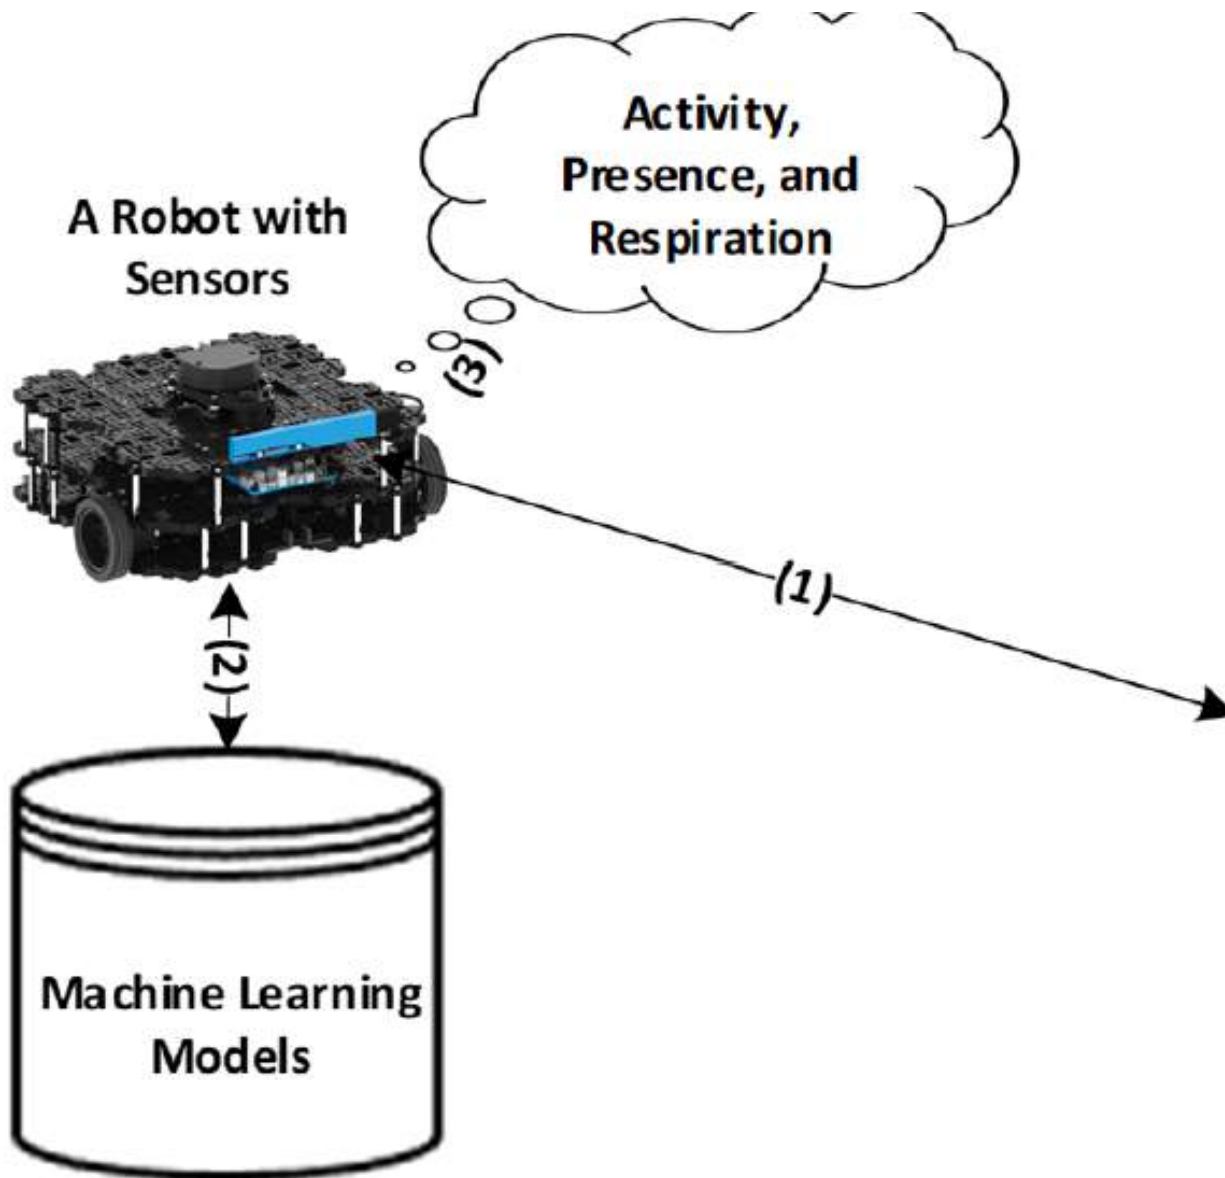 Activity,
Presence, and
Respiration
A Robot with
Sensors
(3)
(1)
(2)
Machine Learning
Models